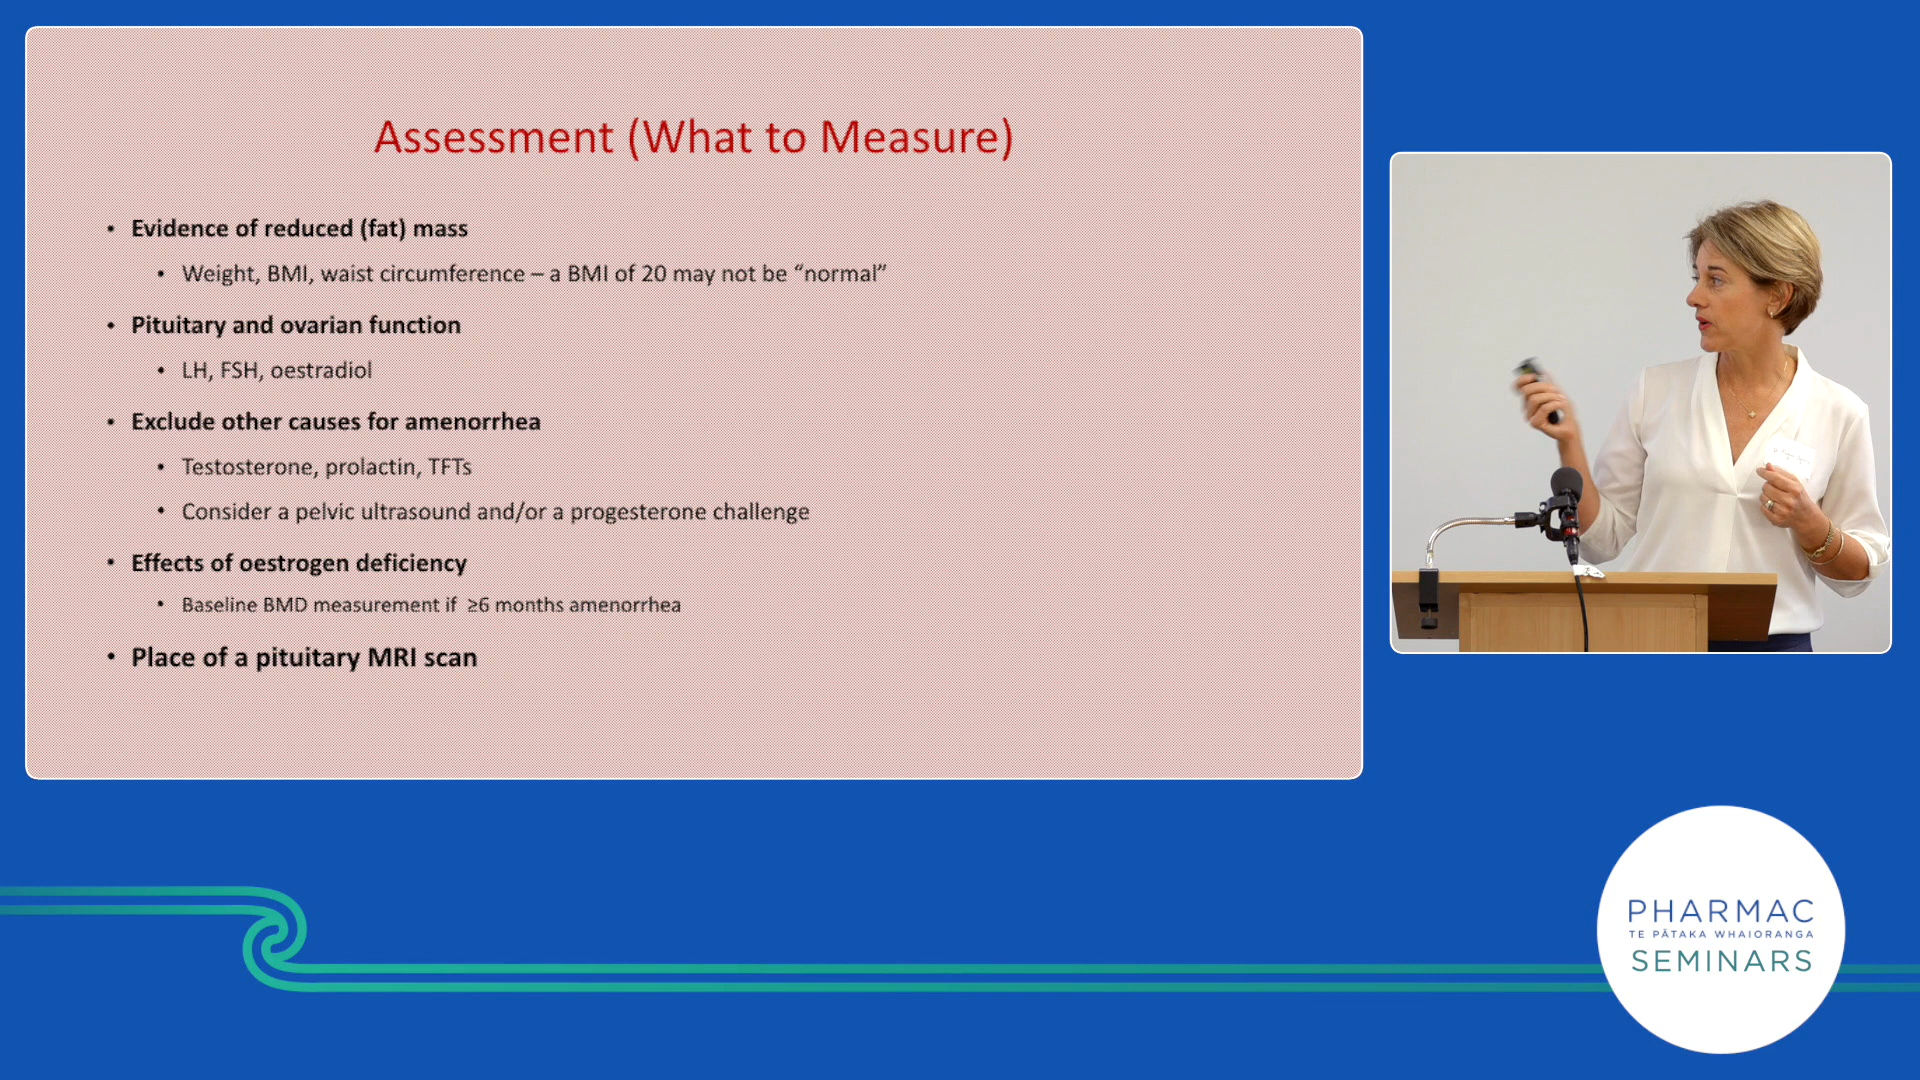 Assessment (What to Measure)
• Evidence of reduced (fat) mass
• Weight, BMI, waist circumference – a BMI of 20 may not be “normal”
• Pituitary and ovarian function
• LH, FSH, oestradiol
• Exclude other causes for amenorrhea
• Testosterone, prolactin, TFTs
• Consider a pelvic ultrasound and/or a progesterone challenge
• Effects of oestrogen deficiency
• Baseline BMD measurement if ≥6 months amenorrhea
• Place of a pituitary MRI scan
PHARMAC
TE PĀTAKA WHAIORANGA
SEMINARS